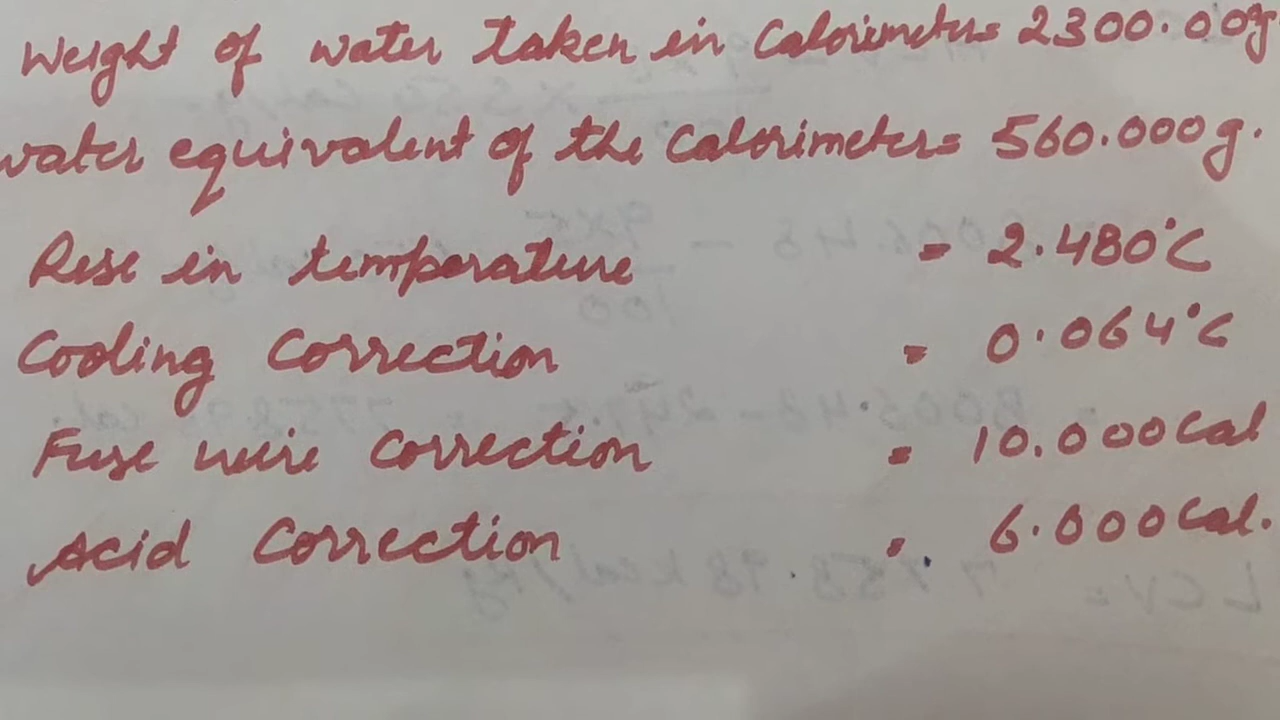 Weight of water taken in Calorimeter= 2300.00g
water equivalent of the Calorimeter= 560.000g.
Rise in temperature = 2.480°C
Cooling Correction = 0.064°C
Fuse wire Correction = 10.000Cal
Acid Correction = 6.000Cal.